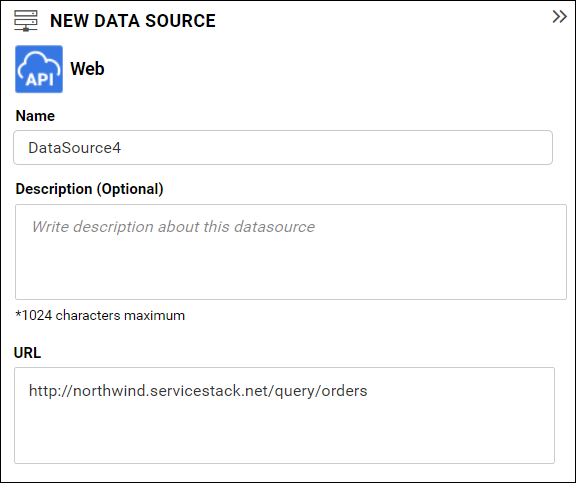 NEW DATA SOURCE
API
Web
Name
DataSource4
Description (Optional)
Write description about this datasource
*1024 characters maximum
URL
http://northwind.servicestack.net/query/orders